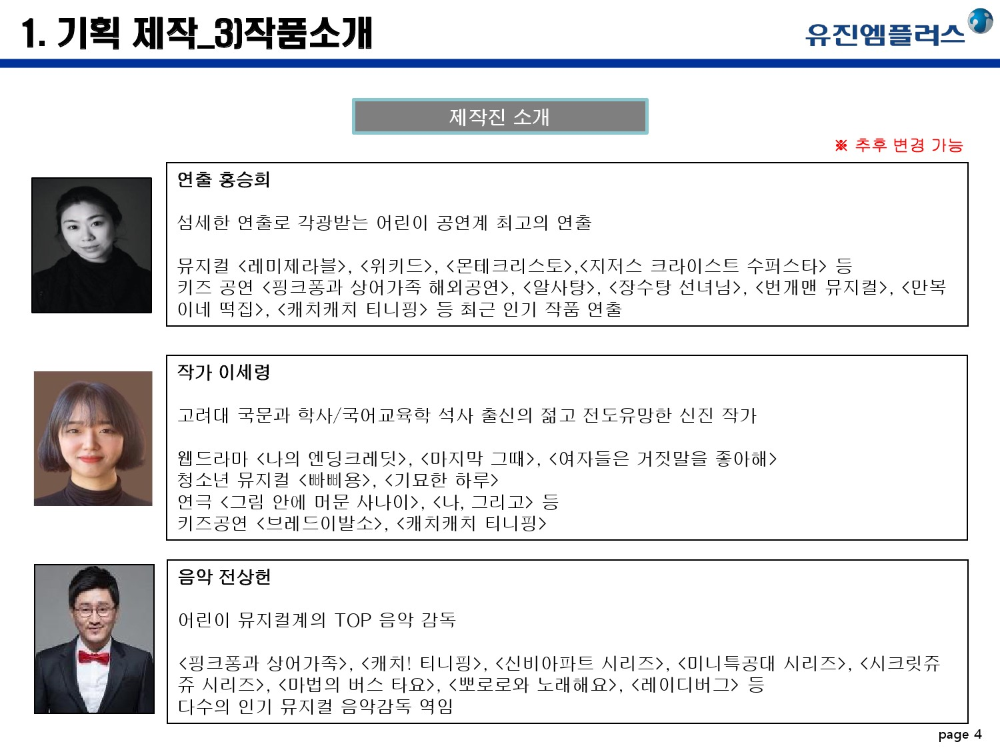 1. 기획 제작_3)작품소개
유진엠플러스
제작진 소개
※ 추후 변경 가능
연출 홍승희
섬세한 연출로 각광받는 어린이 공연계 최고의 연출
뮤지컬 <레미제라블>, <위키드>, <몬테크리스토>,<지저스 크라이스트 수퍼스타> 등
키즈 공연 <핑크퐁과 상어가족 해외공연>, <알사탕>, <장수탕 선녀님>, <번개맨 뮤지컬>, <만복
이네 떡집>, <캐치캐치 티니핑> 등 최근 인기 작품 연출
작가 이세령
고려대 국문과 학사/국어교육학 석사 출신의 젊고 전도유망한 신진 작가
웹드라마 <나의 엔딩크레딧>, <마지막 그때>, <여자들은 거짓말을 좋아해>
청소년 뮤지컬 <빠삐용>, <기묘한 하루>
연극 <그림 안에 머문 사나이>, <나, 그리고> 등
키즈공연 <브레드이발소>, <캐치캐치 티니핑>
음악 전상헌
어린이 뮤지컬계의 TOP 음악 감독
<핑크퐁과 상어가족>, <캐치! 티니핑>, <신비아파트 시리즈>, <미니특공대 시리즈>, <시크릿쥬
쥬 시리즈>, <마법의 버스 타요>, <뽀로로와 노래해요>, <레이디버그> 등
다수의 인기 뮤지컬 음악감독 역임
page 4